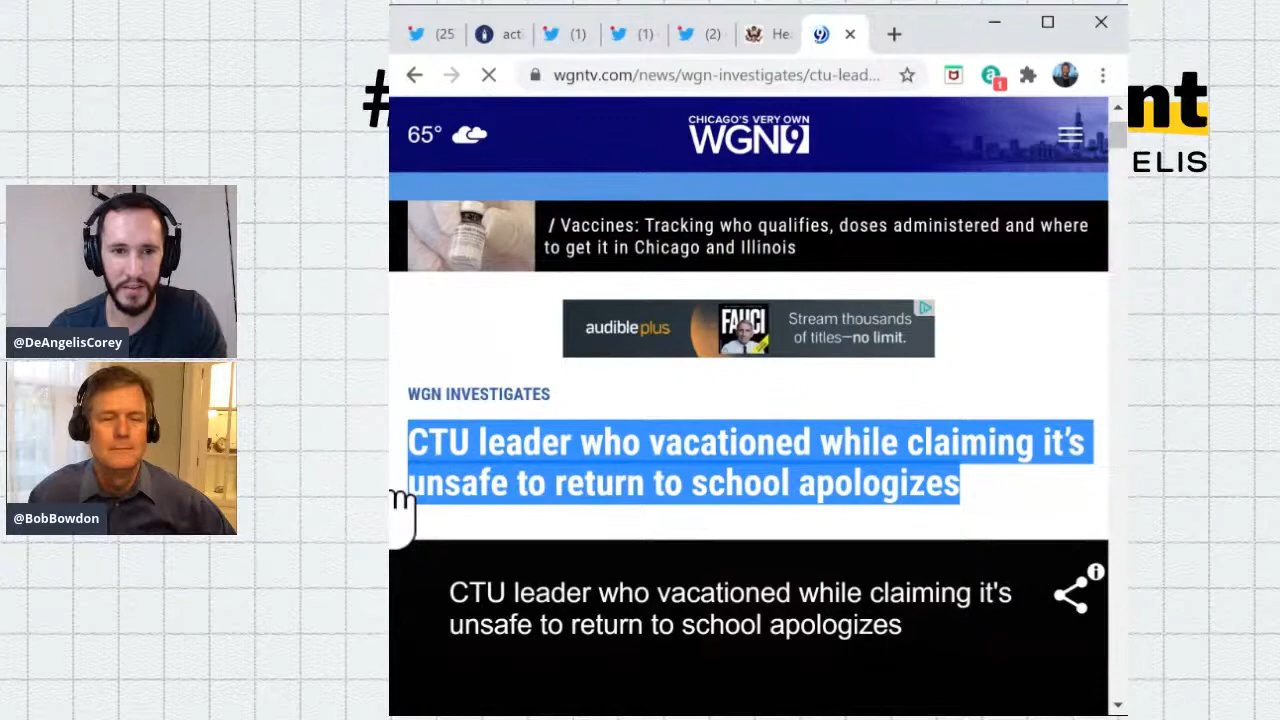 (25
act
(1)
(1)
(2)
He
wgntv.com/news/wgn-investigates/ctu-lead...
1
#
nt
ELIS
65°
CHICAGO'S VERY OWN
WGN9
/ Vaccines: Tracking who qualifies, doses administered and where
to get it in Chicago and Illinois
audible plus
FAUCI
Stream thousands
of titles—no limit.
WGN INVESTIGATES
CTU leader who vacationed while claiming it's
unsafe to return to school apologizes
CTU leader who vacationed while claiming it's
unsafe to return to school apologizes
@DeAngelisCorey
@BobBowdon